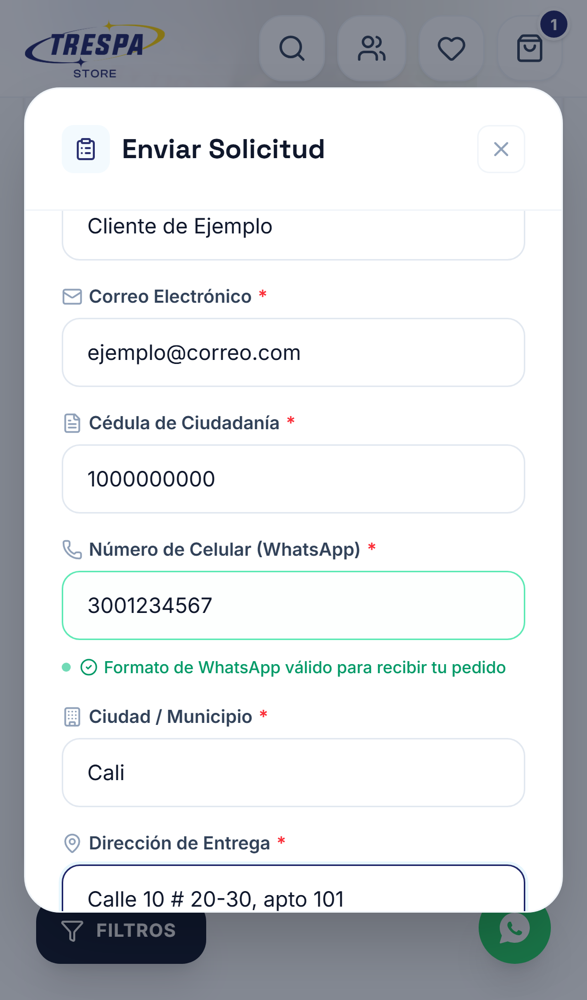 TRESPA
STORE
1
Enviar Solicitud
Cliente de Ejemplo
Correo Electrónico *
ejemplo@correo.com
Cédula de Ciudadanía *
1000000000
Número de Celular (WhatsApp) *
3001234567
Formato de WhatsApp válido para recibir tu pedido
Ciudad / Municipio *
Cali
Dirección de Entrega *
Calle 10 # 20-30, apto 101
FILTROS